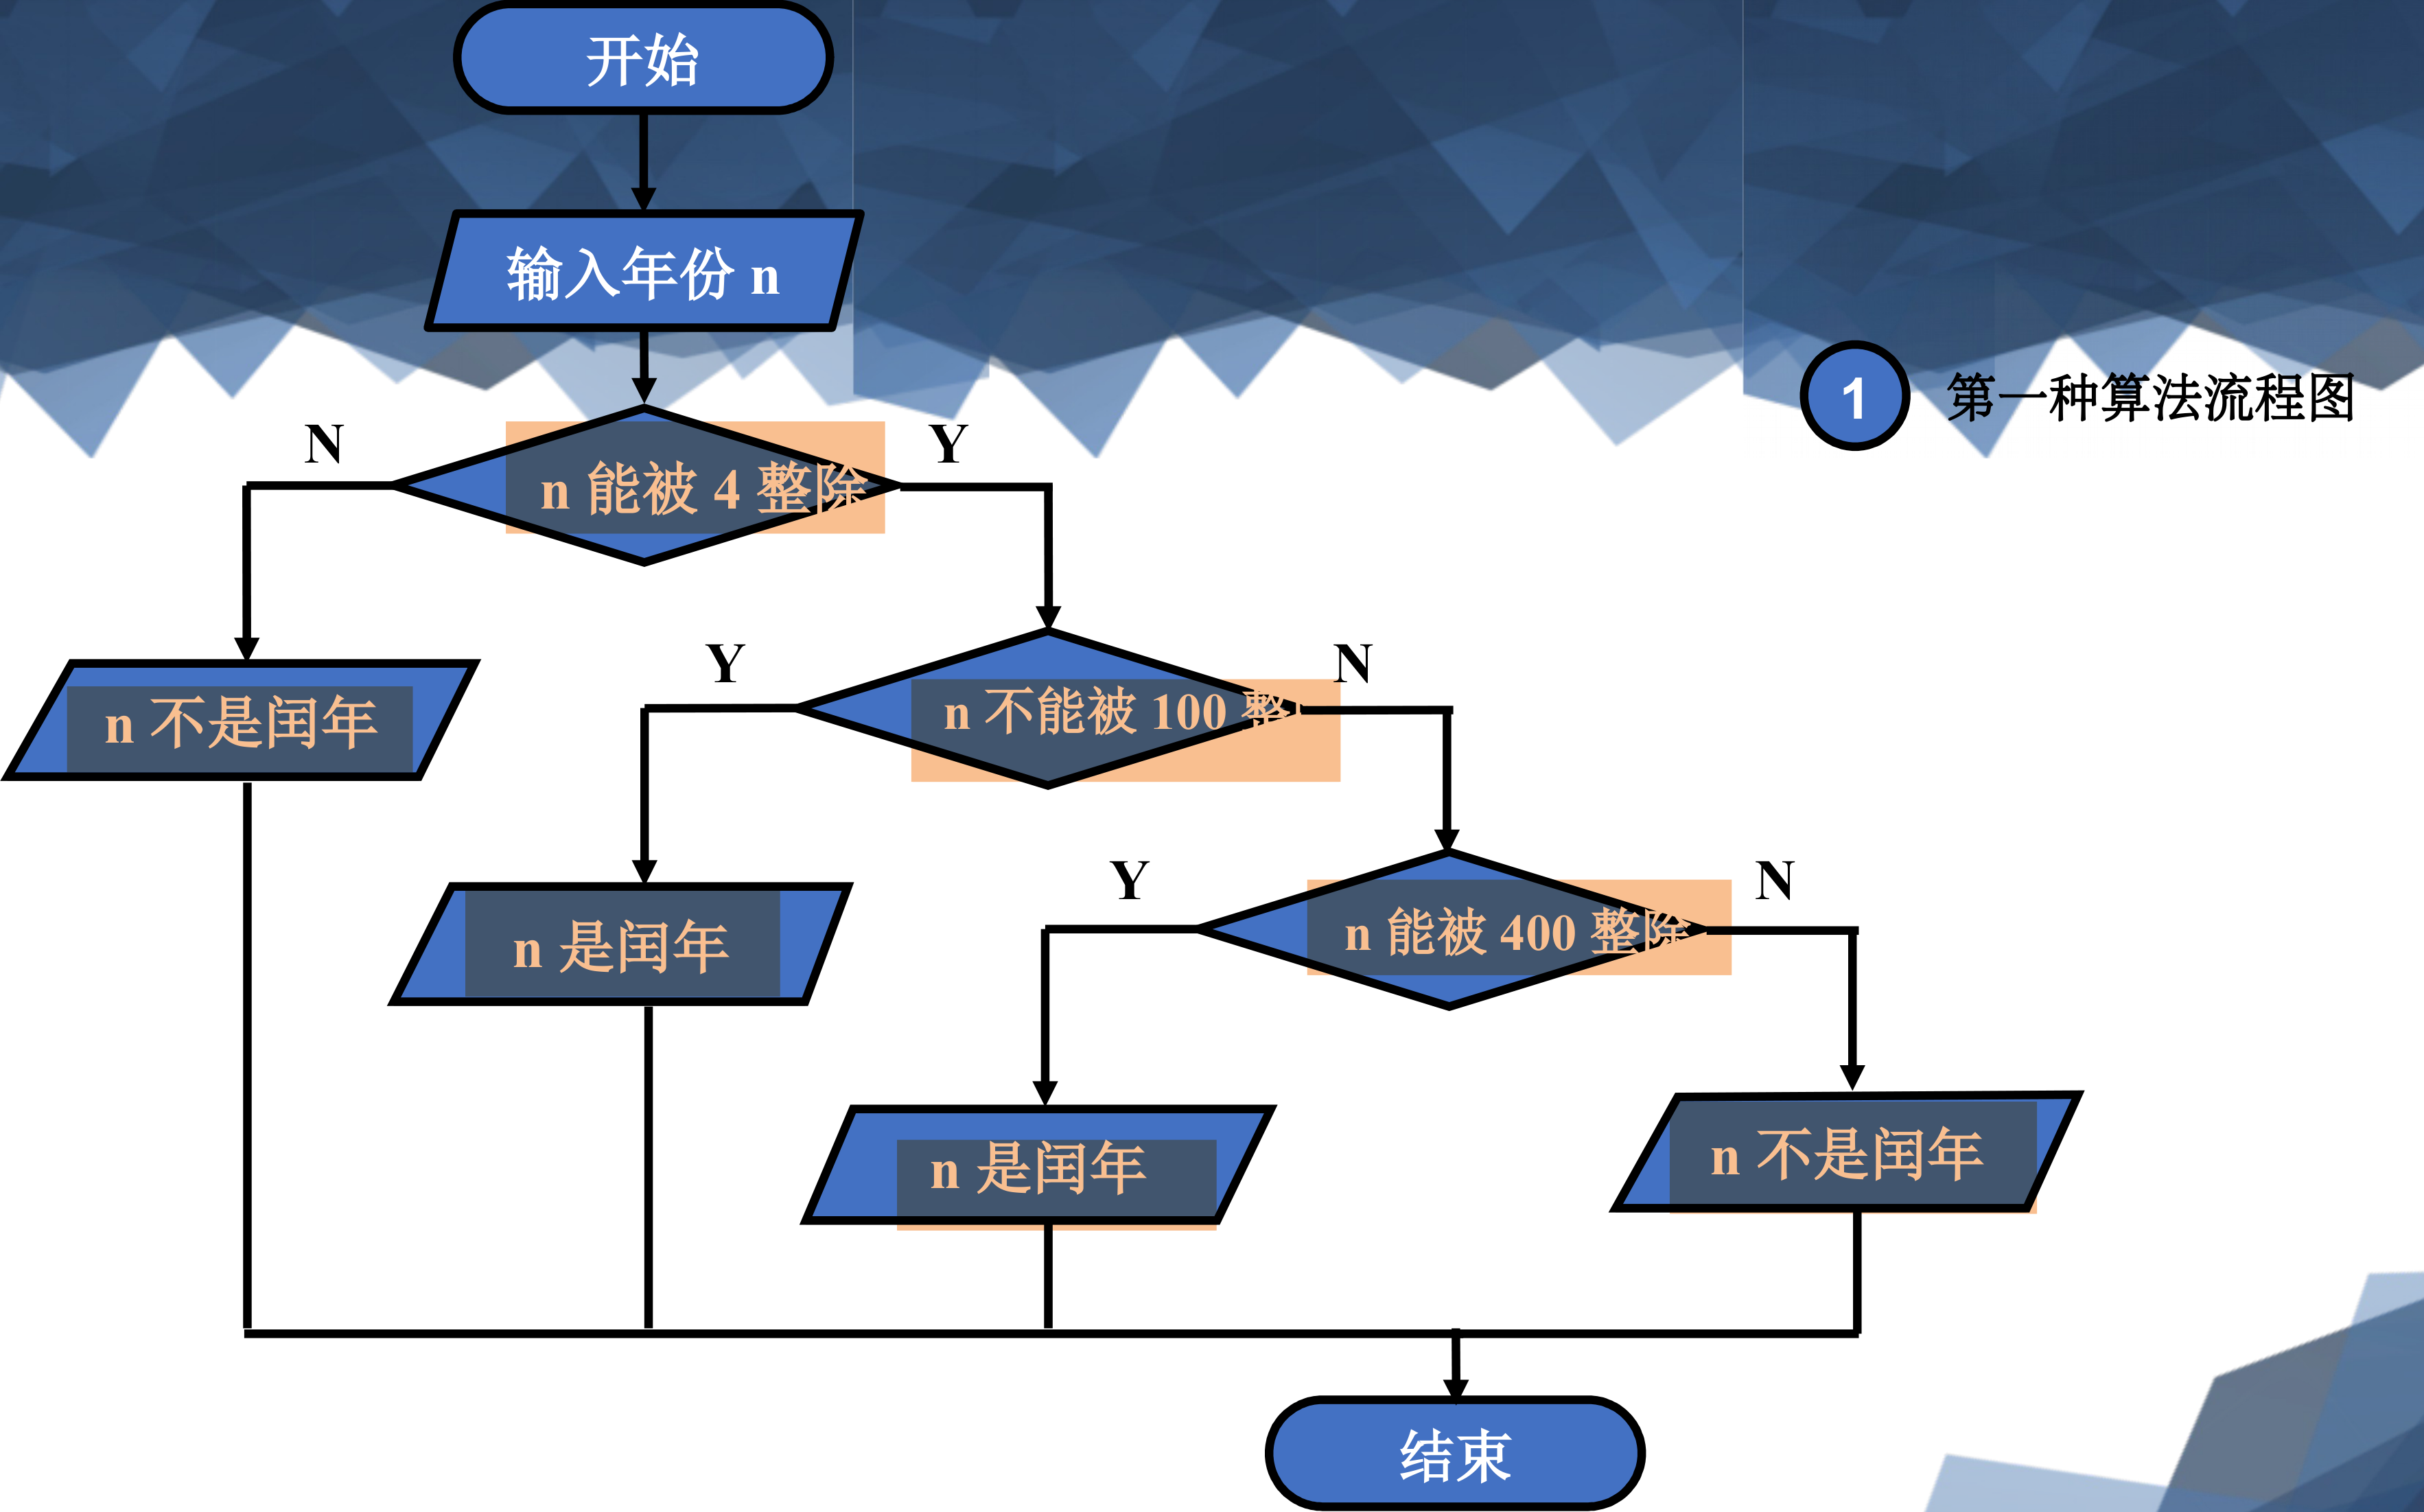 开始
输入年份 n
1
第一种算法流程图
N
Y
n 能被 4 整除
Y
N
n 不是闰年
n 不能被 100 整
Y
N
n 是闰年
n 能被 400 整除
n 是闰年
n 不是闰年
结束